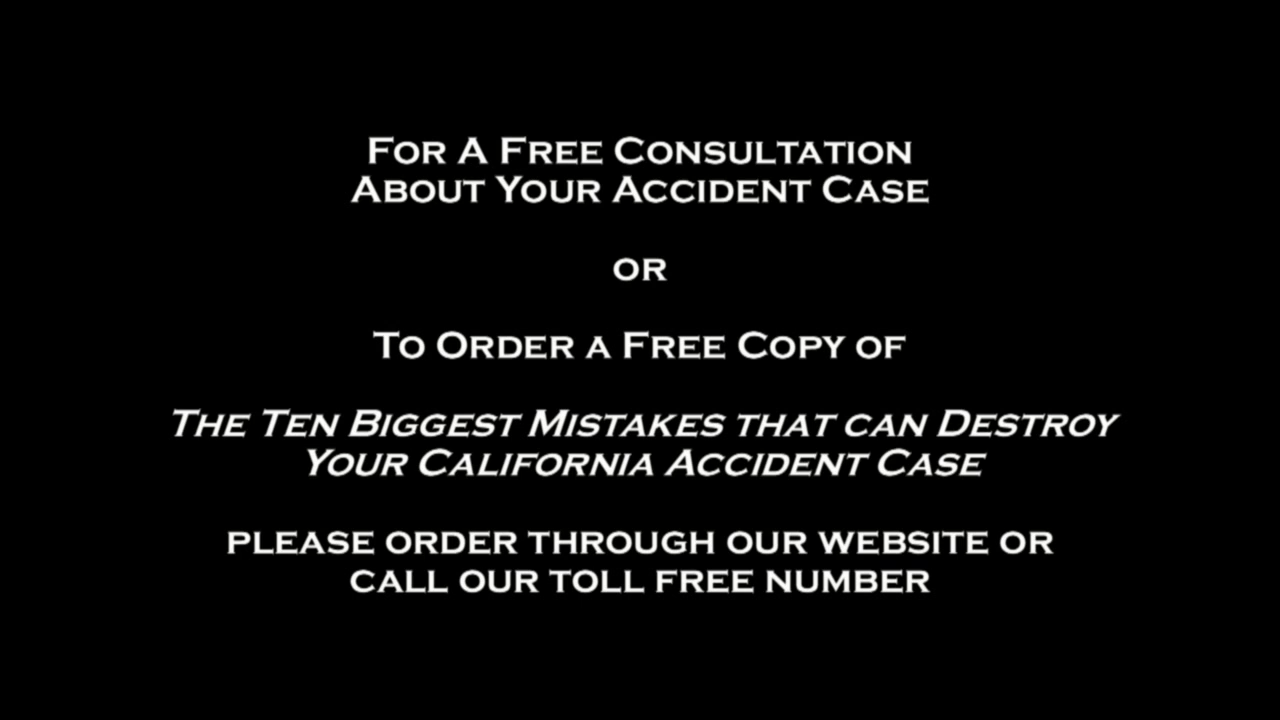 For A Free Consultation
About Your Accident Case
or
To Order a Free Copy of
The Ten Biggest Mistakes that can Destroy
Your California Accident Case
please order through our website or
call our toll free number